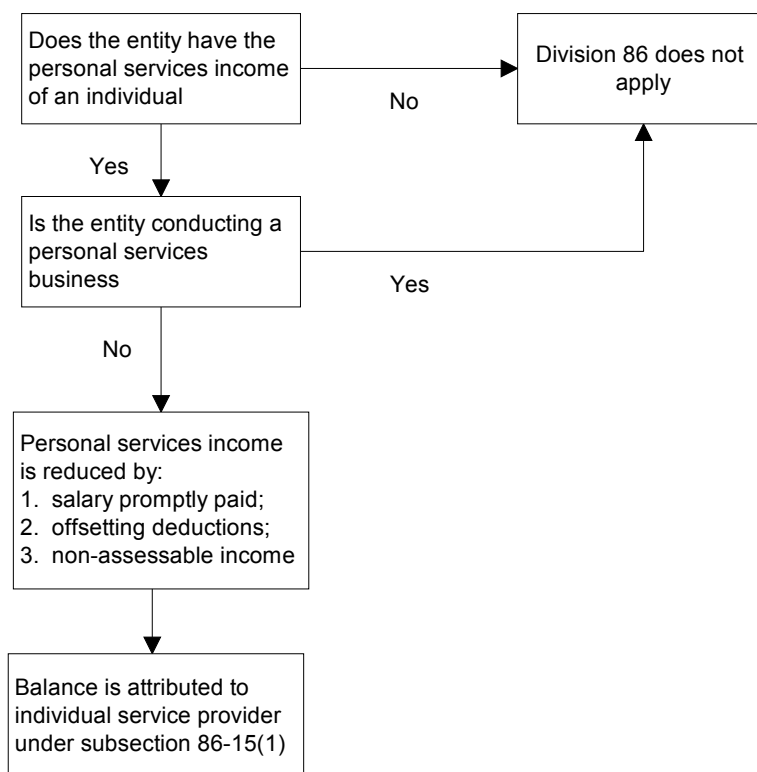 Does the entity have the
personal services income
of an individual
No
Division 86 does not
apply
Yes
Is the entity conducting a
personal services
business
Yes
No
Personal services income
is reduced by:
1. salary promptly paid;
2. offsetting deductions;
3. non-assessable income
Balance is attributed to
individual service provider
under subsection 86-15(1)